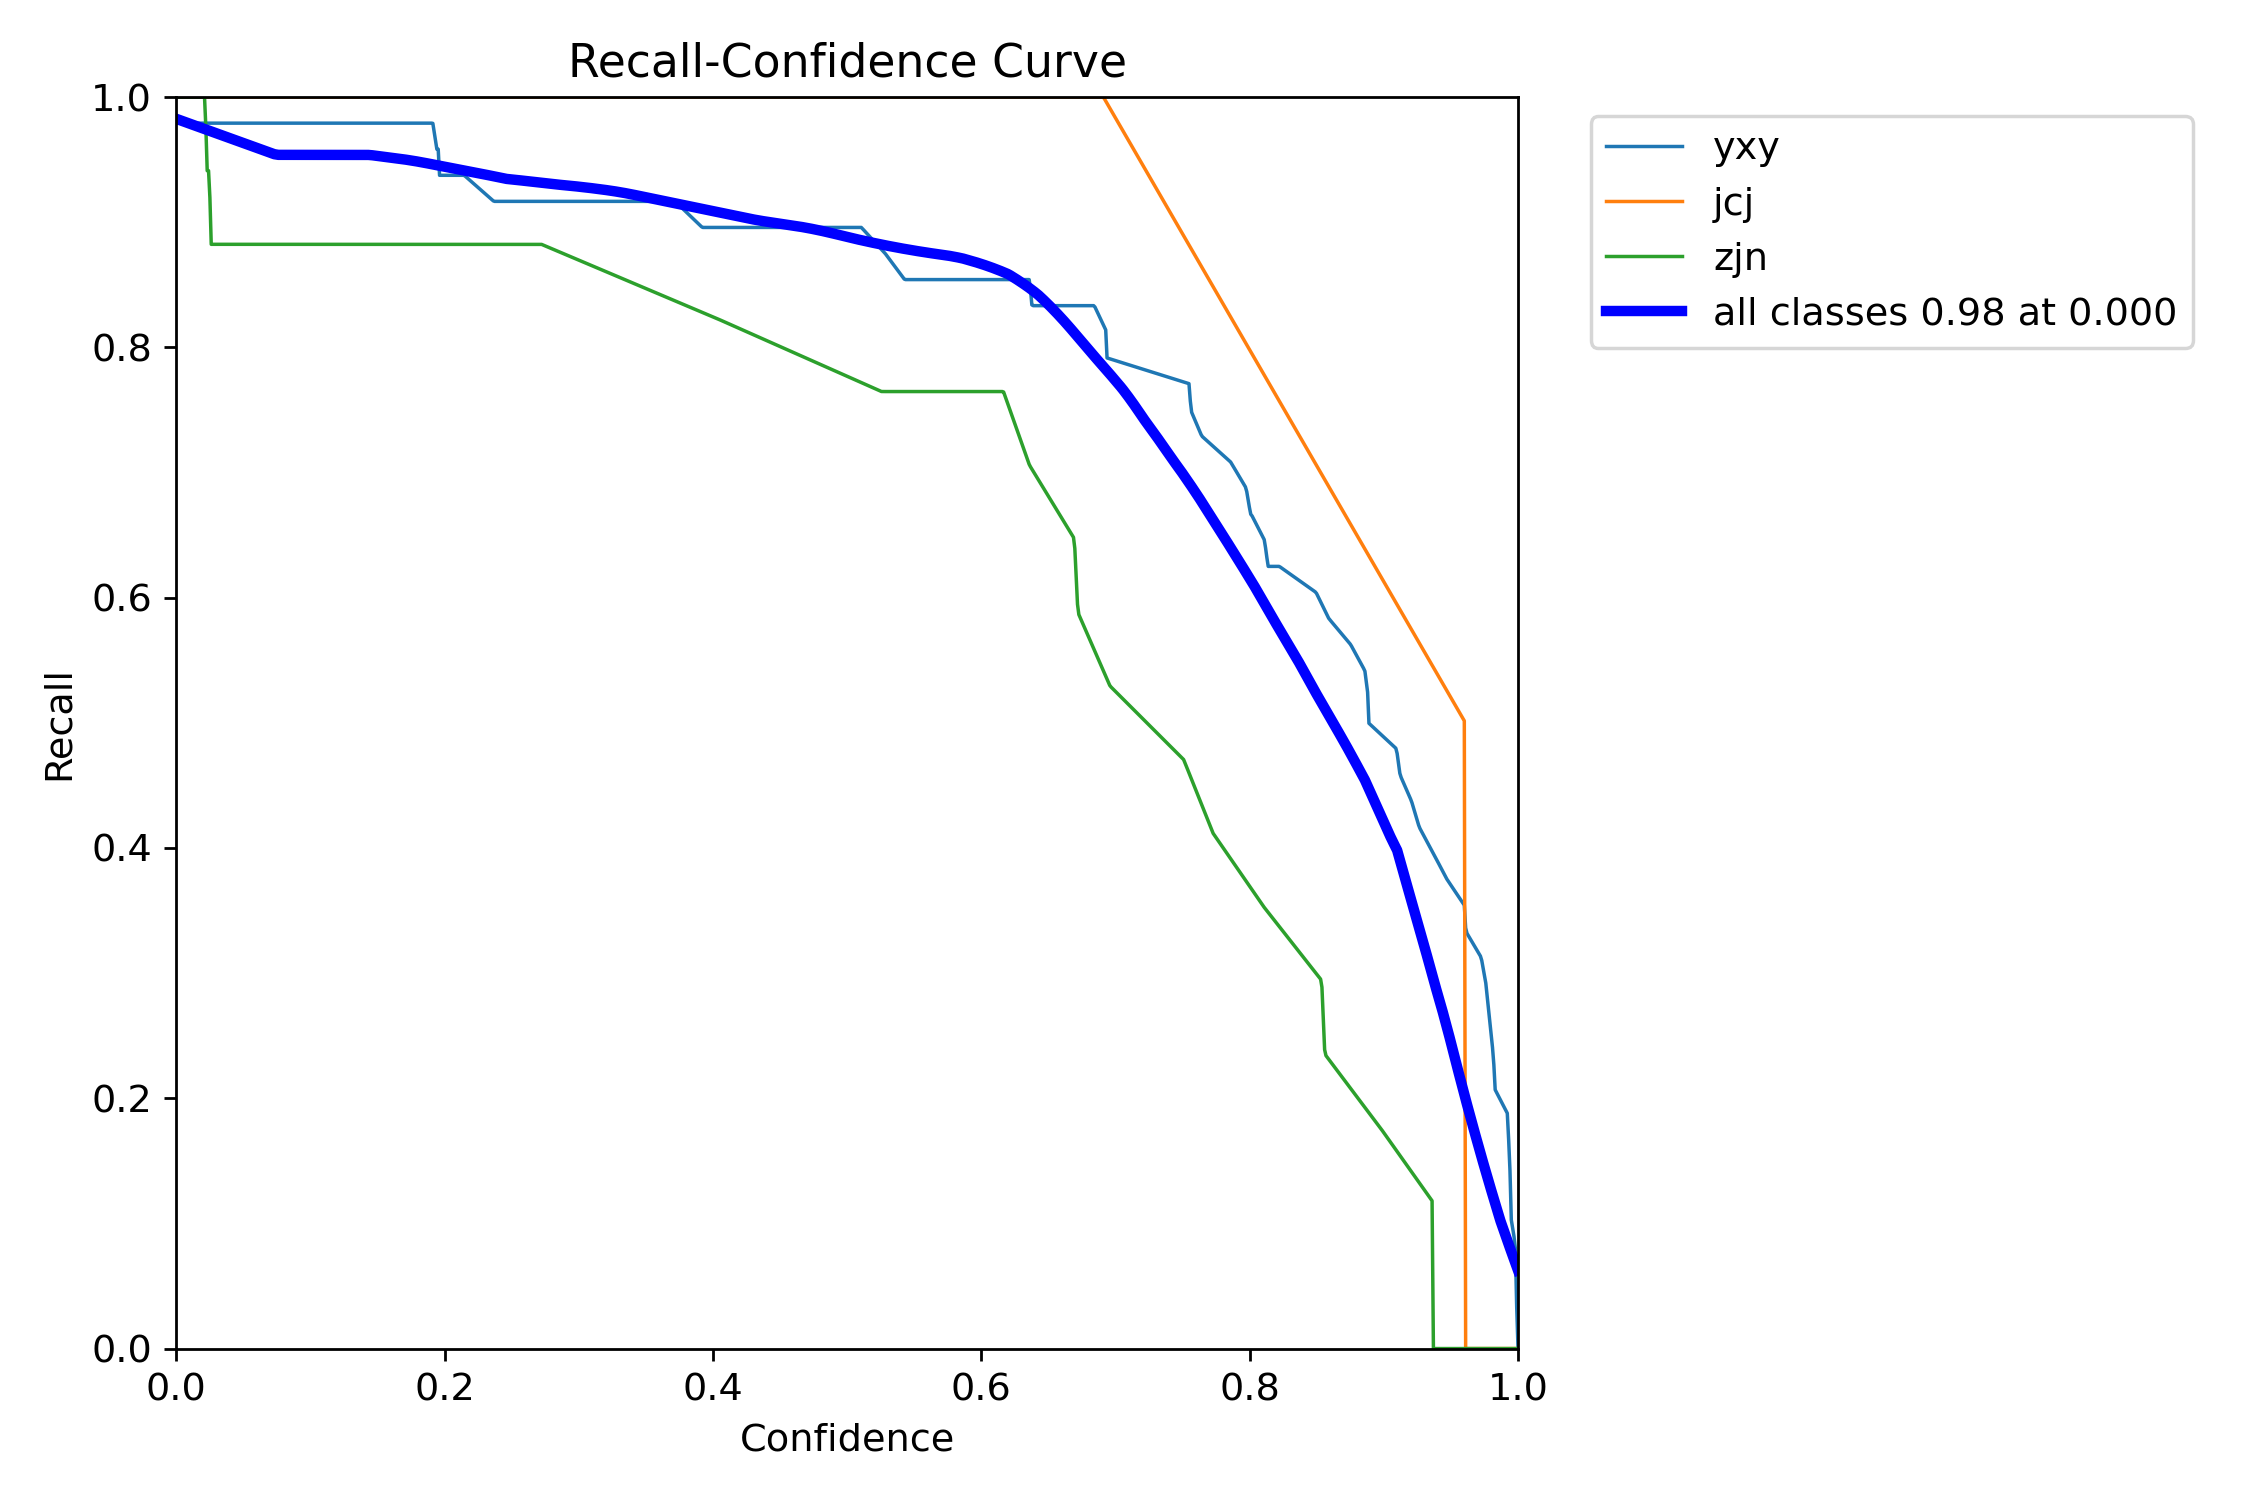 Recall-Confidence Curve
1.0
0.8
0.6
0.4
0.2
0.0
Recall
0.0 0.2 0.4 0.6 0.8 1.0
Confidence
yxy
jcj
zjn
all classes 0.98 at 0.000